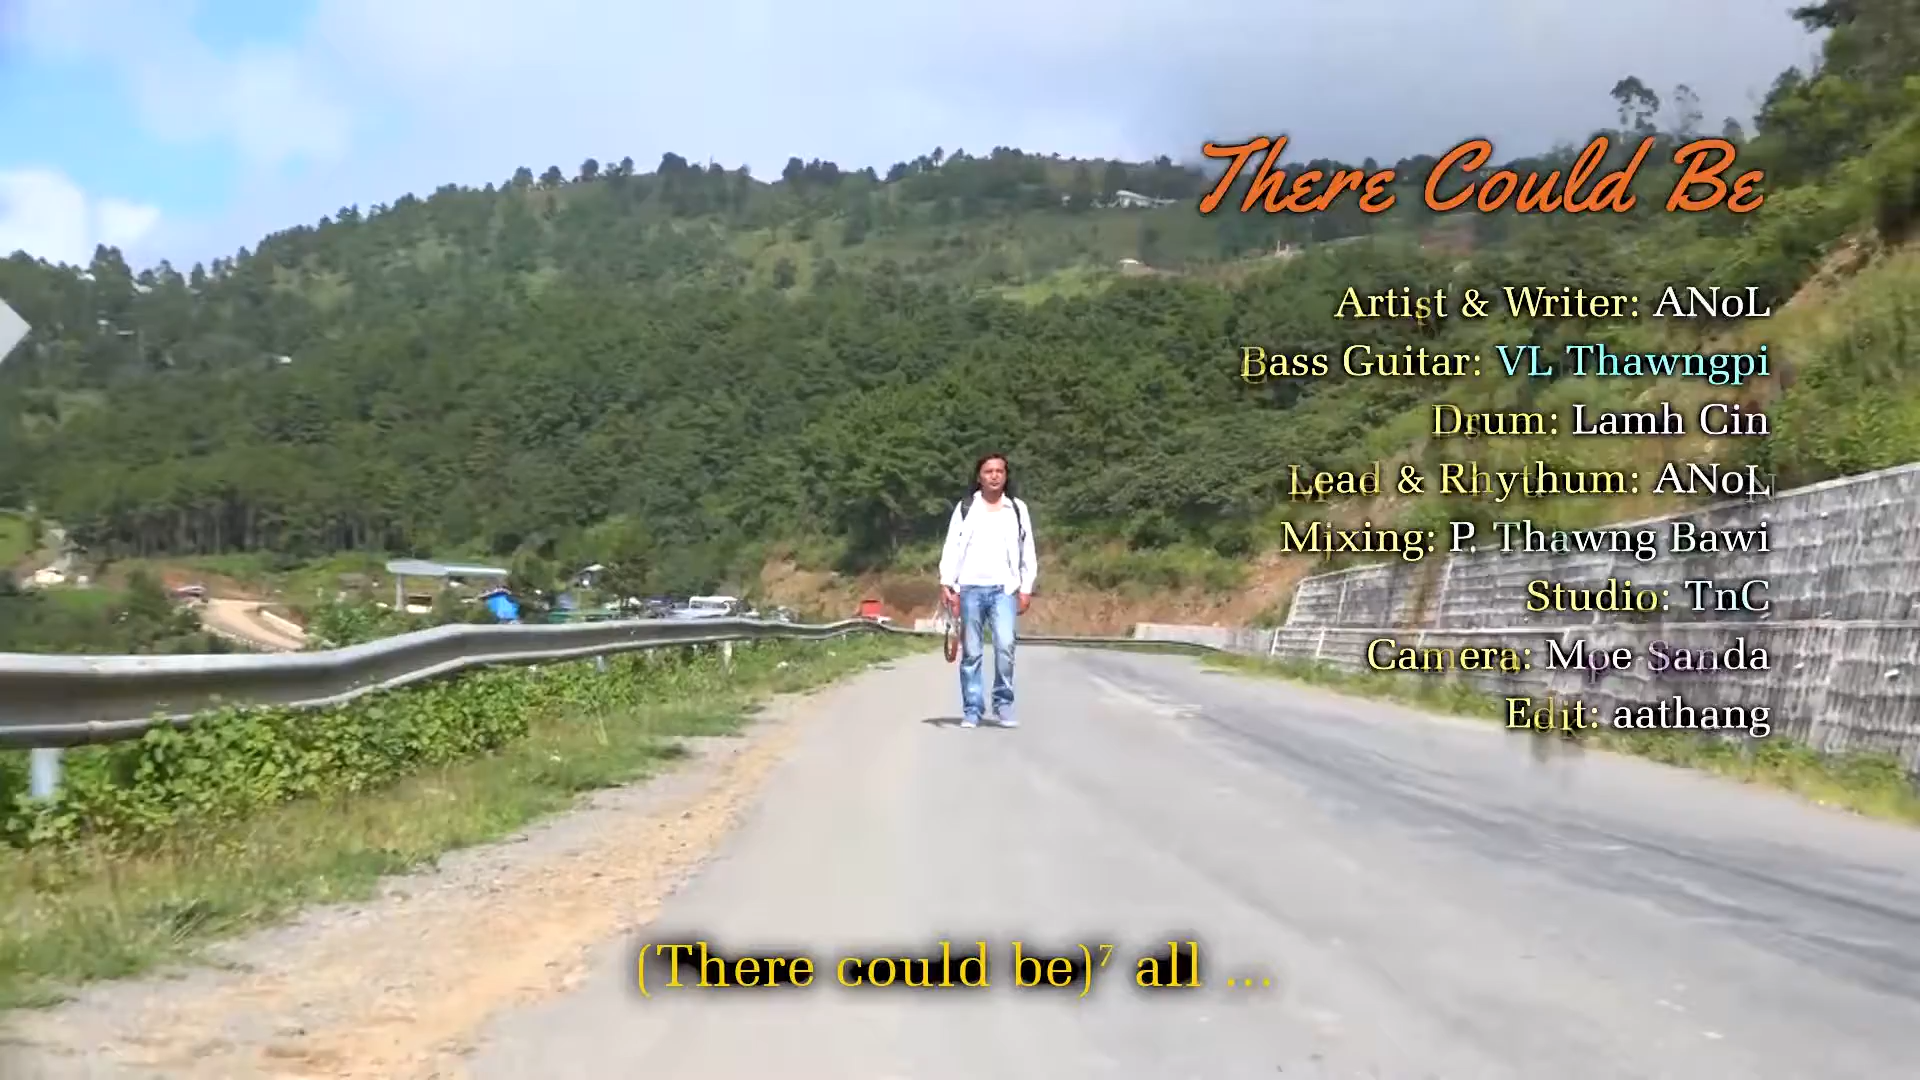 There Could Be
Artist & Writer: ANoL
Bass Guitar: VL Thawngpi
Drum: Lamh Cin
Lead & Rhythum: ANoL
Mixing: P. Thawng Bawi
Studio: TnC
Camera: Moe Sanda
Edit: aathang
(There could be)⁷ all ...